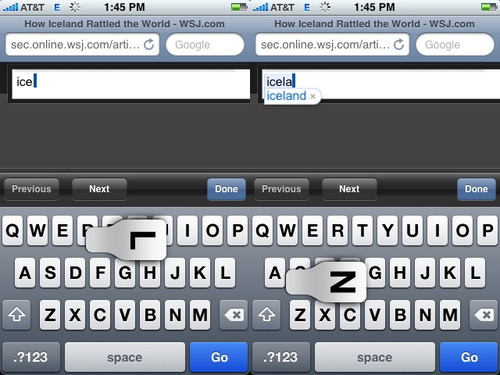 AT&T E 1:45 PM
How Iceland Rattled the World - WSJ.com
sec.online.wsj.com/arti... Google
ice
Previous Next Done
Q W E L I O P
A S D F G H J K L
Z X C V B N M
.?123 space Go
AT&T E 1:45 PM
How Iceland Rattled the World - WSJ.com
sec.online.wsj.com/arti... Google
icela
iceland ×
Previous Next Done
Q W E R T Y U I O P
A N G H J K L
Z X C V B N M
.?123 space Go